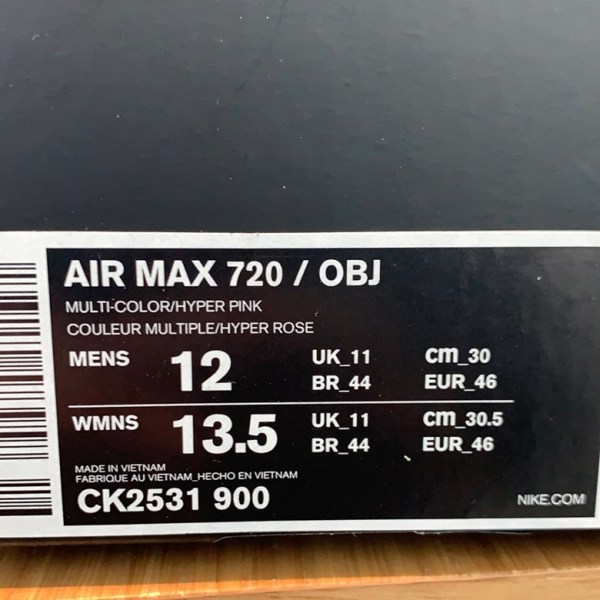 AIR MAX 720 / OBJ
MULTI-COLOR/HYPER PINK
COULEUR MULTIPLE/HYPER ROSE
MENS 12 UK_11 cm_30
BR_44 EUR_46
WMNS 13.5 UK_11 cm_30.5
BR_44 EUR_46
MADE IN VIETNAM
FABRIQUE AU VIETNAM_HECHO EN VIETNAM
CK2531 900 NIKE.COM